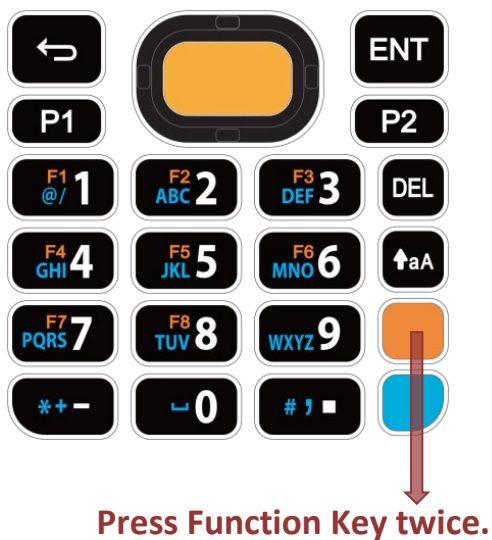 ENT
P1 P2
F1 @/ 1 F2 ABC 2 F3 DEF 3 DEL
F4 GHI 4 F5 JKL 5 F6 MNO 6 aA
F7 PQRS 7 F8 TUV 8 WXYZ 9
*+- 0 # , .
Press Function Key twice.